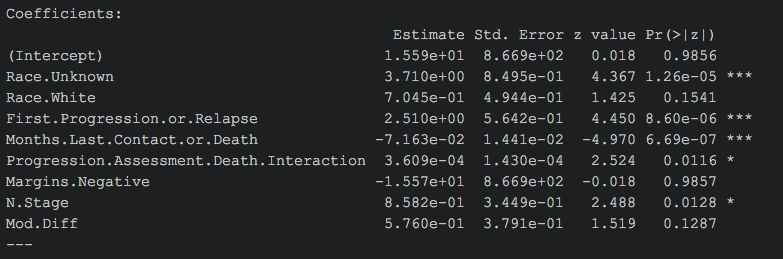 Coefficients:
Estimate Std. Error z value Pr(>|z|)
(Intercept) 1.559e+01 8.669e+02 0.018 0.9856
Race.Unknown 3.710e+00 8.495e-01 4.367 1.26e-05 ***
Race.White 7.045e-01 4.944e-01 1.425 0.1541
First.Progression.or.Relapse 2.510e+00 5.642e-01 4.450 8.60e-06 ***
Months.Last.Contact.or.Death -7.163e-02 1.441e-02 -4.970 6.69e-07 ***
Progression.Assessment.Death.Interaction 3.609e-04 1.430e-04 2.524 0.0116 *
Margins.Negative -1.557e+01 8.669e+02 -0.018 0.9857
N.Stage 8.582e-01 3.449e-01 2.488 0.0128 *
Mod.Diff 5.760e-01 3.791e-01 1.519 0.1287
---